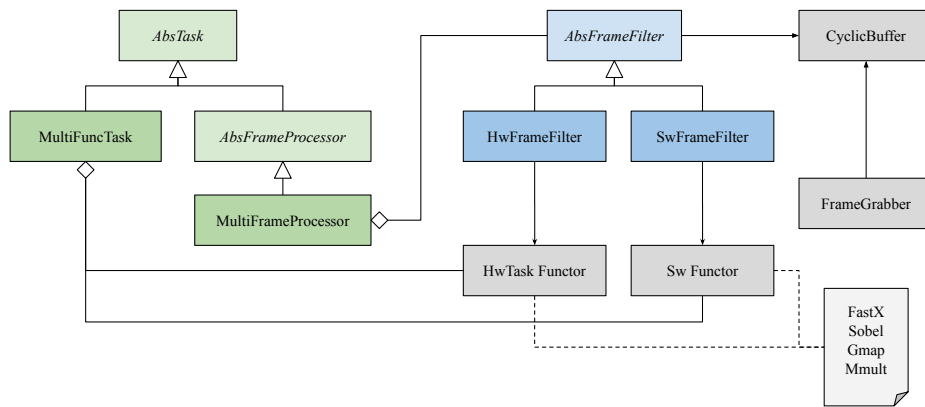 AbsTask
AbsFrameFilter
CyclicBuffer
MultiFuncTask
AbsFrameProcessor
HwFrameFilter
SwFrameFilter
MultiFrameProcessor
FrameGrabber
HwTask Functor
Sw Functor
FastX
Sobel
Gmap
Mmult